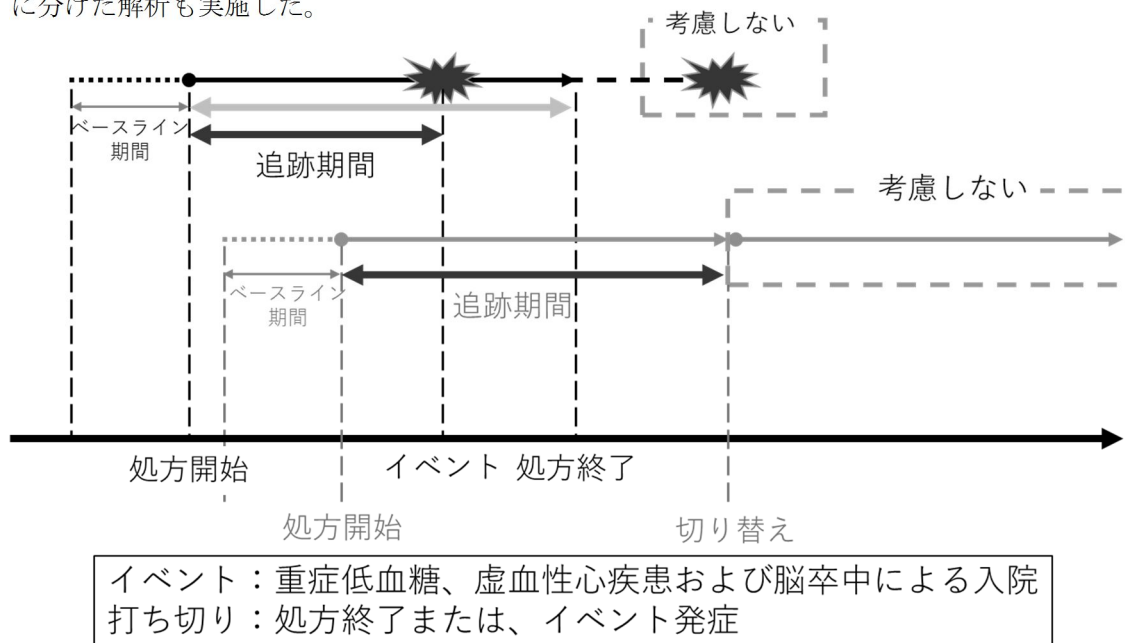 に分けた解析も実施した。
考慮しない
ベースライン
期間
追跡期間
考慮しない
ベースライン
期間
追跡期間
処方開始
イベント
処方終了
処方開始
切り替え
イベント：重症低血糖、虚血性心疾患および脳卒中による入院
打ち切り：処方終了または、イベント発症